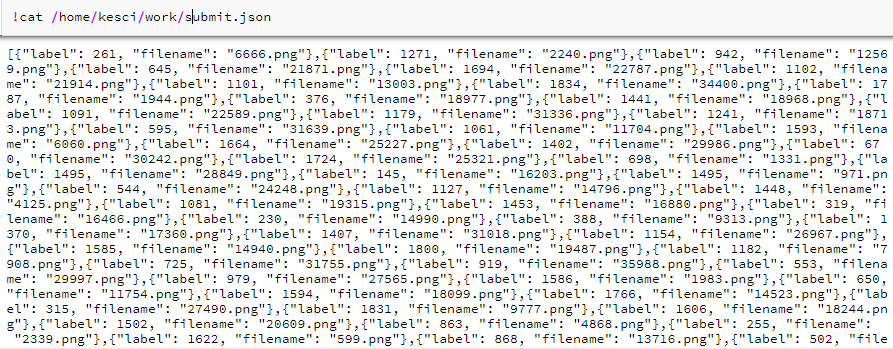 !cat /home/kesci/work/submit.json
[{"label": 261, "filename": "6666.png"},{"label": 1271, "filename": "2240.png"},{"label": 942, "filename": "1256
9.png"},{"label": 645, "filename": "21871.png"},{"label": 1694, "filename": "22787.png"},{"label": 1102, "filena
me": "21914.png"},{"label": 1101, "filename": "13003.png"},{"label": 1834, "filename": "34400.png"},{"label": 17
87, "filename": "1944.png"},{"label": 376, "filename": "18977.png"},{"label": 1441, "filename": "18968.png"},{"l
abel": 1091, "filename": "22589.png"},{"label": 1179, "filename": "31336.png"},{"label": 1241, "filename": "1871
3.png"},{"label": 595, "filename": "31639.png"},{"label": 1061, "filename": "11704.png"},{"label": 1593, "filena
me": "6060.png"},{"label": 1664, "filename": "25227.png"},{"label": 1402, "filename": "29986.png"},{"label": 67
0, "filename": "30242.png"},{"label": 1724, "filename": "25321.png"},{"label": 698, "filename": "1331.png"},{"la
bel": 1495, "filename": "28849.png"},{"label": 145, "filename": "16203.png"},{"label": 1495, "filename": "971.pn
g"},{"label": 544, "filename": "24248.png"},{"label": 1127, "filename": "14796.png"},{"label": 1448, "filename":
"4125.png"},{"label": 1081, "filename": "19315.png"},{"label": 1453, "filename": "16880.png"},{"label": 319, "fi
lename": "16466.png"},{"label": 230, "filename": "14990.png"},{"label": 388, "filename": "9313.png"},{"label": 1
370, "filename": "17360.png"},{"label": 1407, "filename": "31018.png"},{"label": 1154, "filename": "26967.png"},
{"label": 1585, "filename": "14940.png"},{"label": 1800, "filename": "19487.png"},{"label": 1182, "filename": "7
908.png"},{"label": 725, "filename": "31755.png"},{"label": 919, "filename": "35988.png"},{"label": 553, "filena
me": "29997.png"},{"label": 979, "filename": "27565.png"},{"label": 1586, "filename": "1983.png"},{"label": 650,
"filename": "11754.png"},{"label": 1594, "filename": "18099.png"},{"label": 1766, "filename": "14523.png"},{"lab
el": 315, "filename": "27490.png"},{"label": 1831, "filename": "9777.png"},{"label": 1606, "filename": "18244.pn
g"},{"label": 1502, "filename": "20609.png"},{"label": 863, "filename": "4868.png"},{"label": 255, "filename":
"2339.png"},{"label": 1622, "filename": "599.png"},{"label": 868, "filename": "13716.png"},{"label": 502, "file